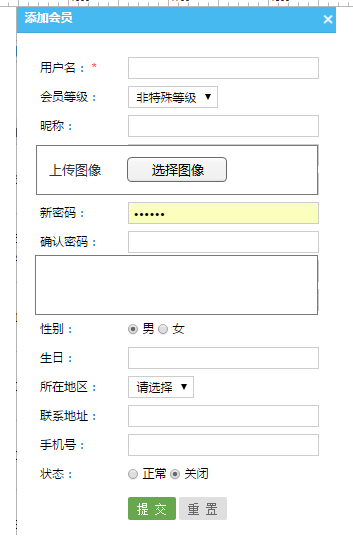 添加会员 ×
用户名： *
会员等级： 非特殊等级 ▼
昵称：
上传图像 选择图像
新密码： ••••••
确认密码：
性别： 男 女
生日：
所在地区： 请选择 ▼
联系地址：
手机号：
状态： 正常 关闭
提 交 重 置